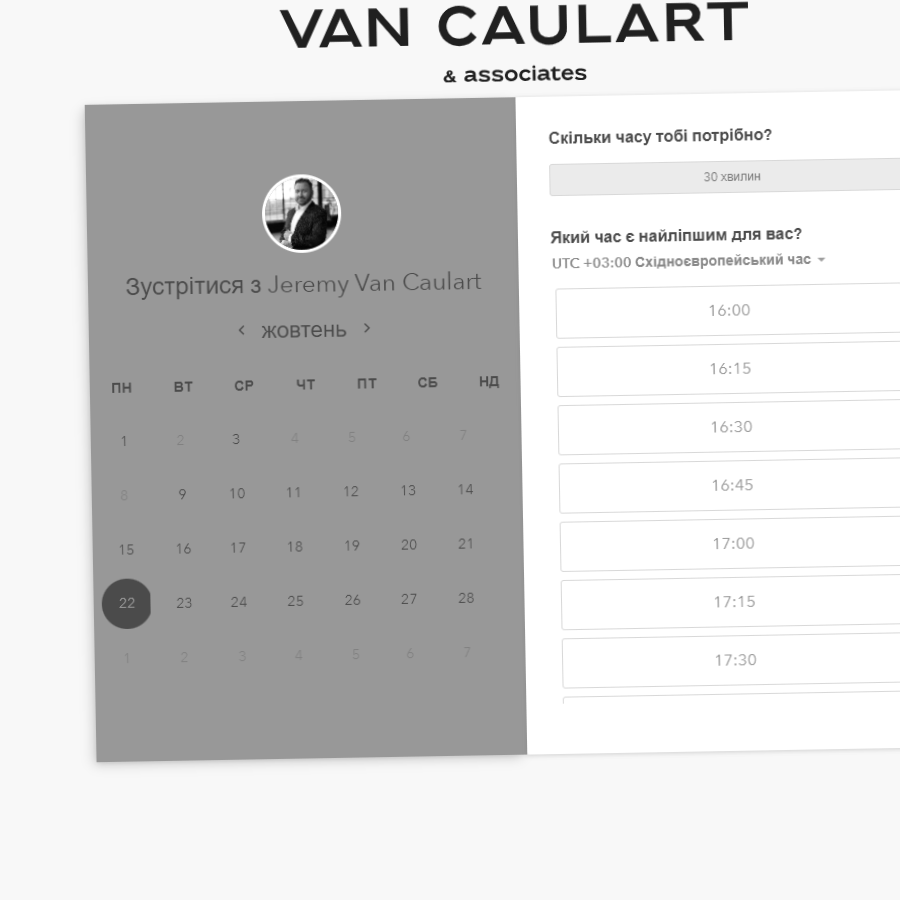 VAN CAULART
& associates
Зустрітися з Jeremy Van Caulart
‹ жовтень ›
ПН ВТ СР ЧТ ПТ СБ НД
1 2 3 4 5 6 7
8 9 10 11 12 13 14
15 16 17 18 19 20 21
22 23 24 25 26 27 28
1 2 3 4 5 6 7
Скільки часу тобі потрібно?
30 хвилин
Який час є найліпшим для вас?
UTC +03:00 Східноєвропейський час
16:00
16:15
16:30
16:45
17:00
17:15
17:30